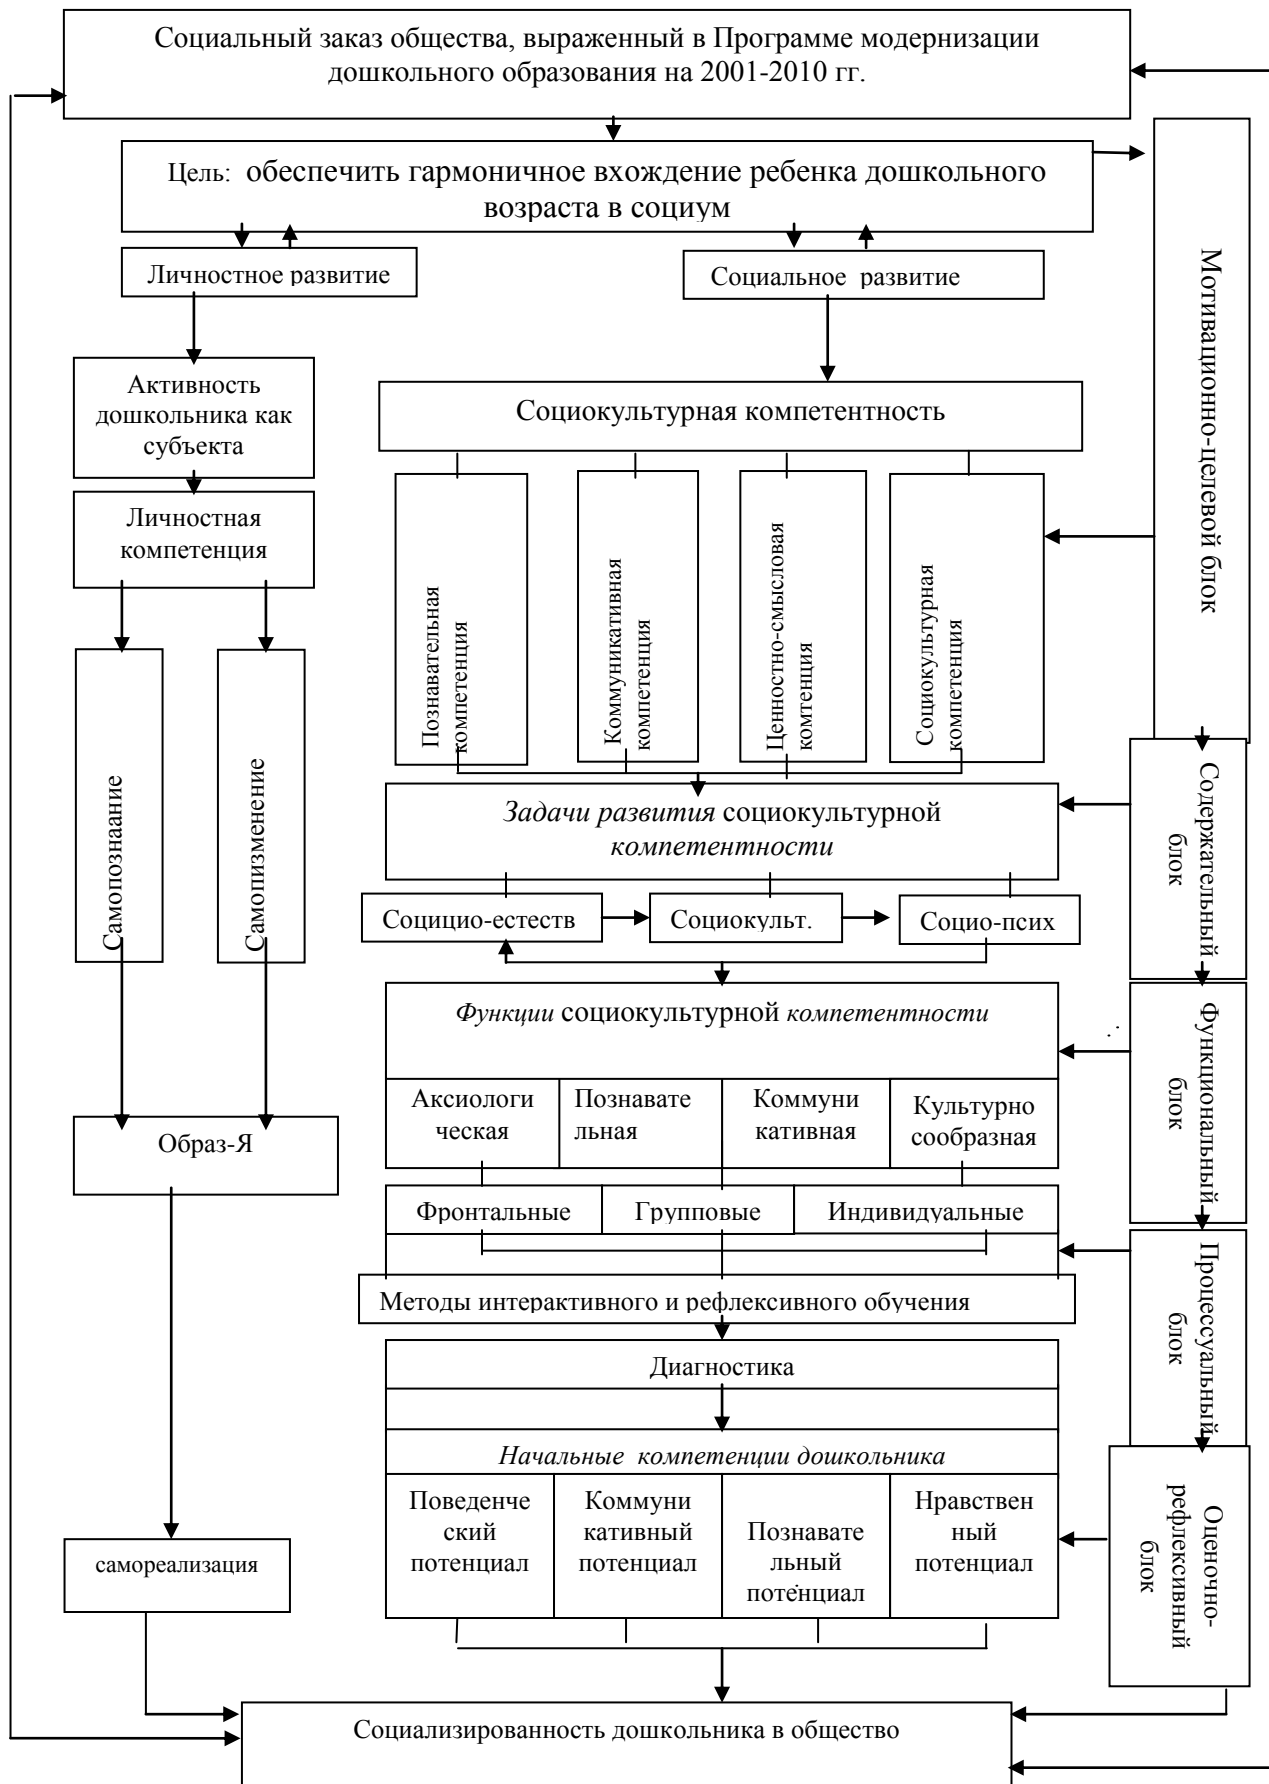 Социальный заказ общества, выраженный в Программе модернизации
дошкольного образования на 2001-2010 гг.
Цель: обеспечить гармоничное вхождение ребенка дошкольного
возраста в социум
Личностное развитие
Социальное развитие
Мотивационно-целевой блок
Активность
дошкольника как
субъекта
Социокультурная компетентность
Личностная
компетенция
Познавательная
компетенция
Коммуникативная
компетенция
Ценностно-смысловая
комтенция
Социокультурная
компетенция
Самопознаание
Самопизменение
Задачи развития социокультурной
компетентности
Содержательный
блок
Социцио-естеств
Социокульт.
Социо-псих
Функции социокультурной компетентности
Функциональный
блок
Аксиологи
ческая
Познавате
льная
Коммуни
кативная
Культурно
сообразная
Образ-Я
Фронтальные
Групповые
Индивидуальные
Процессуальный
блок
Методы интерактивного и рефлексивного обучения
Диагностика
Начальные компетенции дошкольника
Поведенче
ский
потенциал
Коммуни
кативный
потенциал
Познавате
льный
потенциал
Нравствен
ный
потенциал
Оценочно-
рефлексивный
блок
самореализация
Социализированность дошкольника в общество